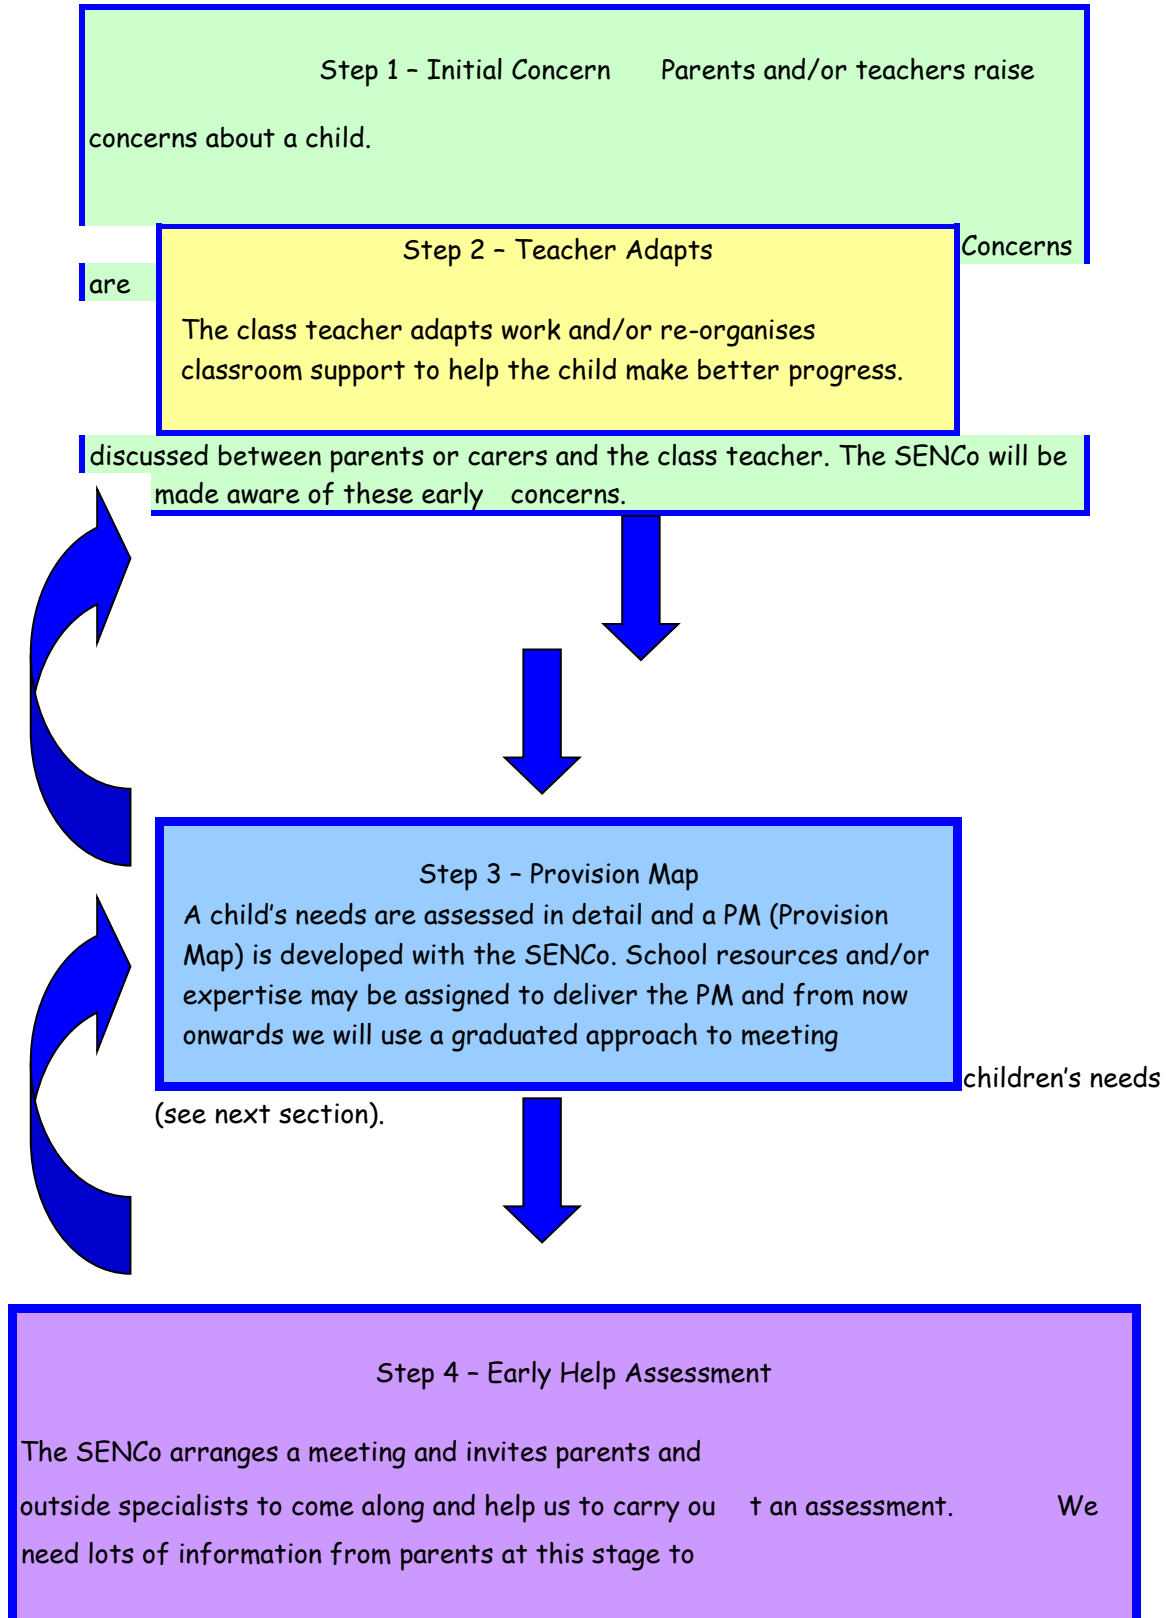 Step 1 – Initial Concern Parents and/or teachers raise
concerns about a child.
Concerns
are
Step 2 – Teacher Adapts
The class teacher adapts work and/or re-organises
classroom support to help the child make better progress.
discussed between parents or carers and the class teacher. The SENCo will be
made aware of these early concerns.
Step 3 – Provision Map
A child's needs are assessed in detail and a PM (Provision
Map) is developed with the SENCo. School resources and/or
expertise may be assigned to deliver the PM and from now
onwards we will use a graduated approach to meeting
children's needs
(see next section).
Step 4 – Early Help Assessment
The SENCo arranges a meeting and invites parents and
outside specialists to come along and help us to carry ou t an assessment. We
need lots of information from parents at this stage to